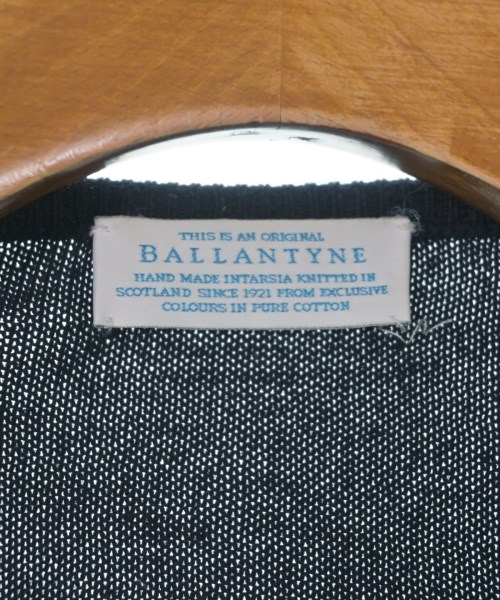 THIS IS AN ORIGINAL
BALLANTYNE
HAND MADE INTARSIA KNITTED IN
SCOTLAND SINCE 1921 FROM EXCLUSIVE
COLOURS IN PURE COTTON